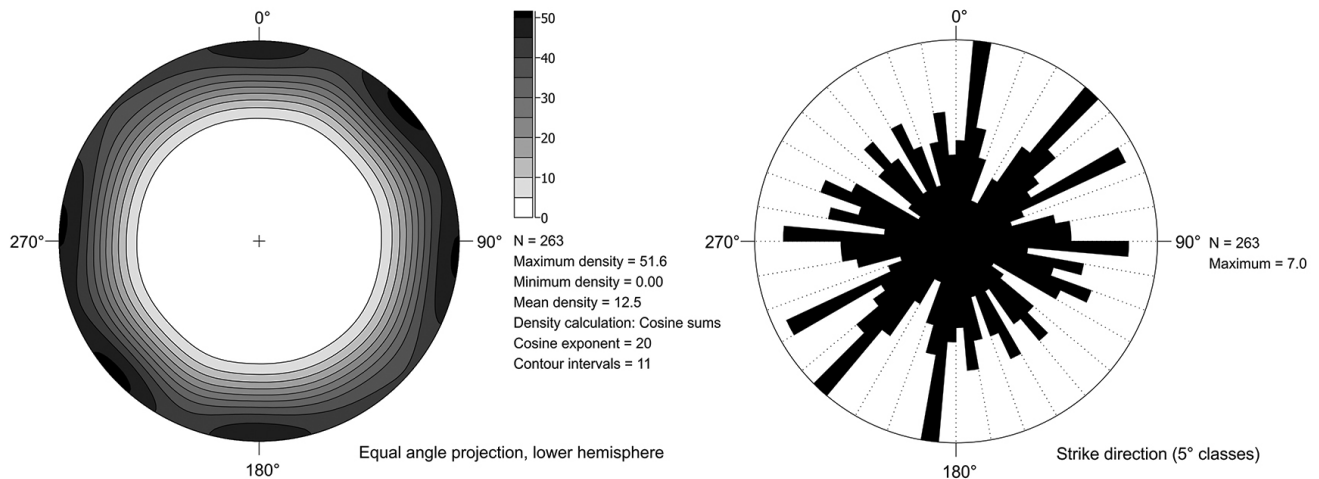 0°
50
40
30
20
10
0
270°
90°
180°
N = 263
Maximum density = 51.6
Minimum density = 0.00
Mean density = 12.5
Density calculation: Cosine sums
Cosine exponent = 20
Contour intervals = 11
Equal angle projection, lower hemisphere
0°
270°
90°
180°
N = 263
Maximum = 7.0
Strike direction (5° classes)